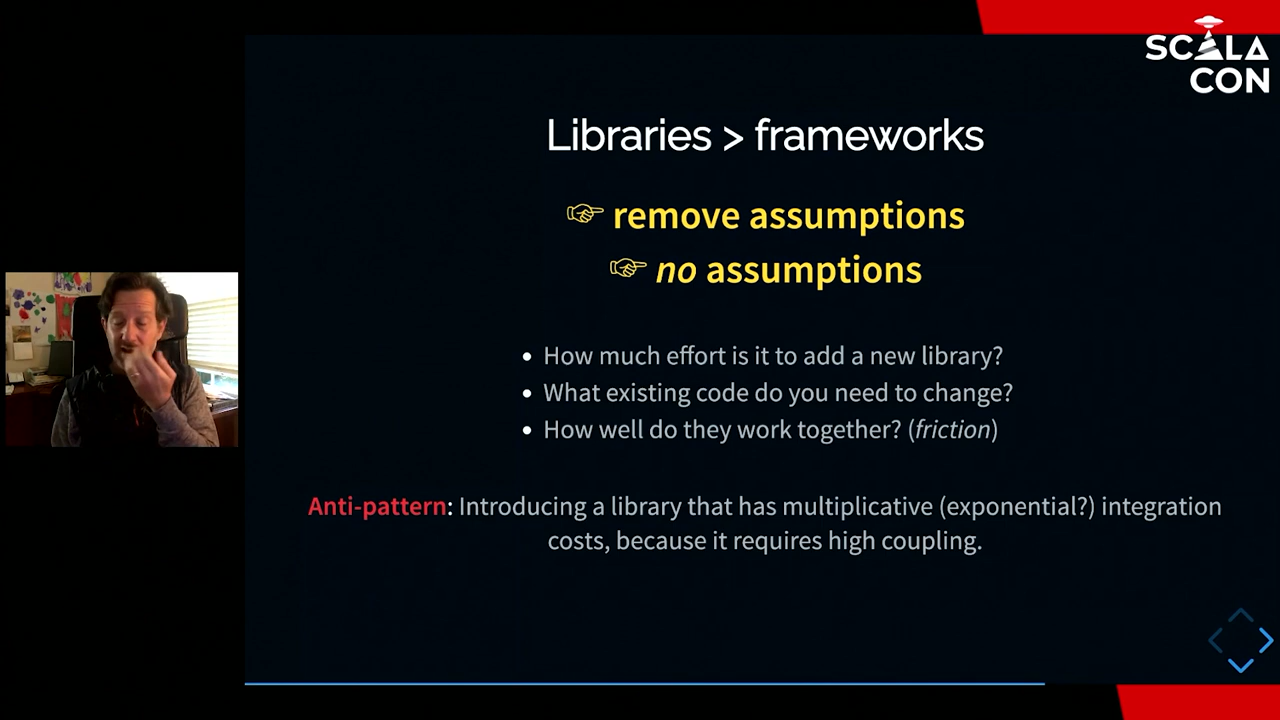 SCALA
CON
Libraries > frameworks
☞ remove assumptions
☞ no assumptions
• How much effort is it to add a new library?
• What existing code do you need to change?
• How well do they work together? (friction)
Anti-pattern: Introducing a library that has multiplicative (exponential?) integration
costs, because it requires high coupling.